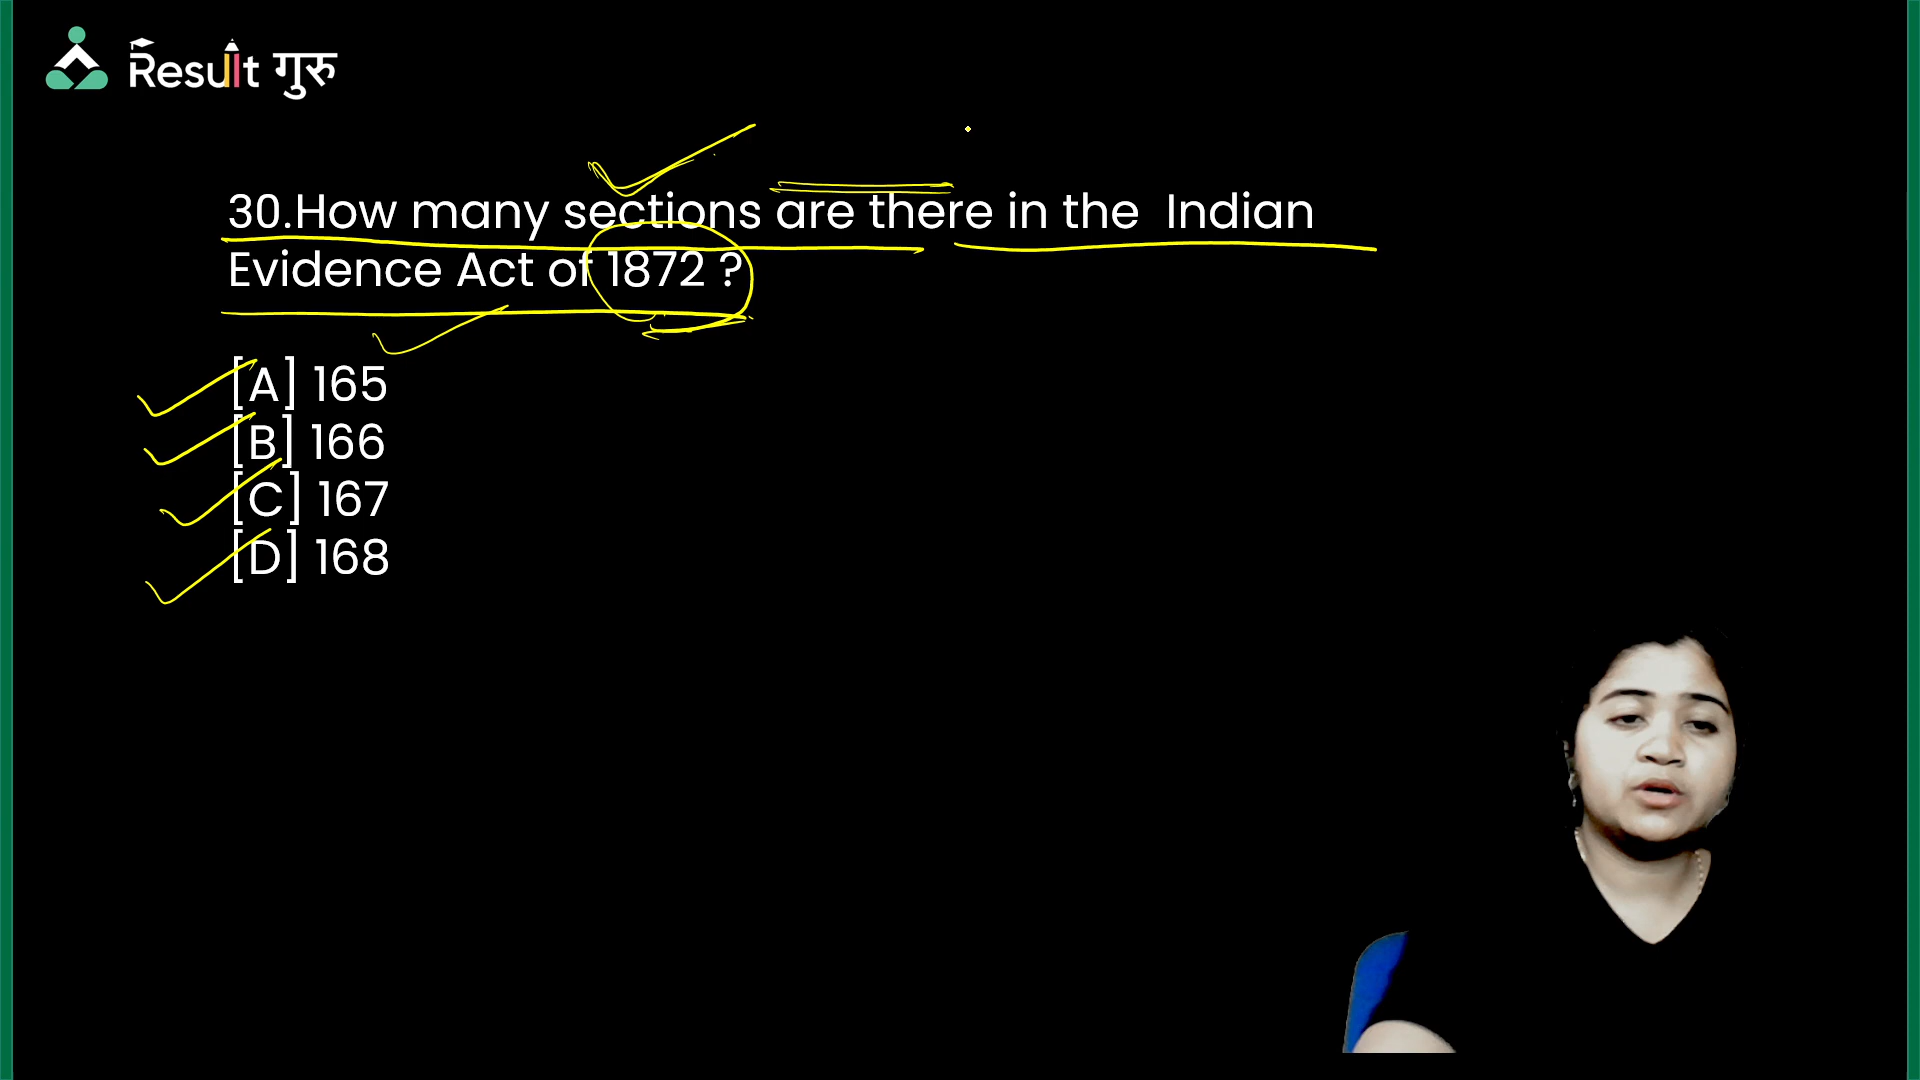 Result गुरु
30.How many sections are there in the Indian
Evidence Act of 1872 ?
[A] 165
[B] 166
[C] 167
[D] 168